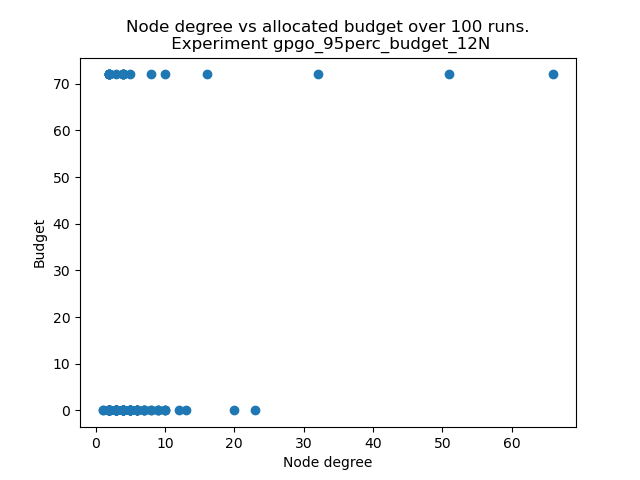 Node degree vs allocated budget over 100 runs.
Experiment gpgo_95perc_budget_12N
70
60
50
40
30
20
10
0
Budget
0 10 20 30 40 50 60
Node degree